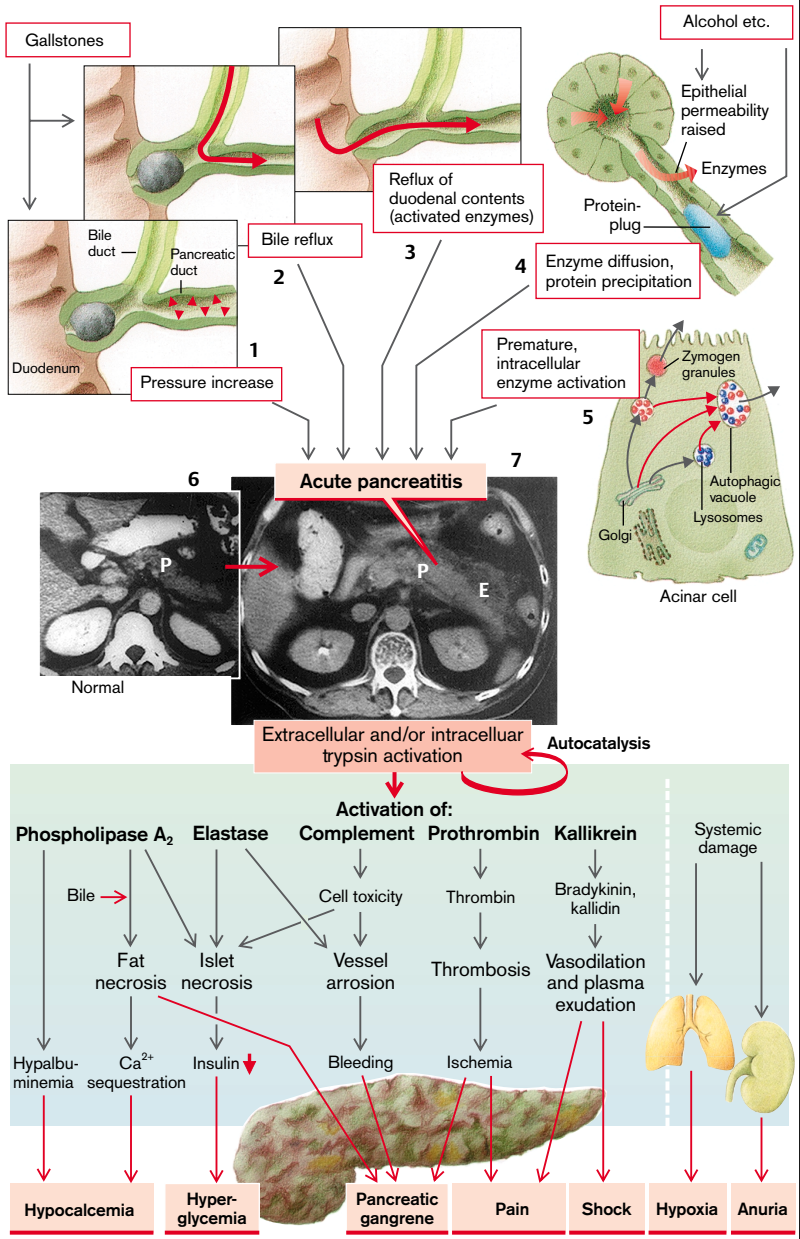 Gallstones
Alcohol etc.
Epithelial
permeability
raised
Enzymes
Protein-
plug
Reflux of
duodenal contents
(activated enzymes)
3
Bile reflux
2
Bile
duct
Pancreatic
duct
Duodenum
1
Pressure increase
4
Enzyme diffusion,
protein precipitation
Premature,
intracellular
enzyme activation
5
Zymogen
granules
Autophagic
vacuole
Lysosomes
Golgi
Acinar cell
6
7
Acute pancreatitis
P
P
E
Normal
Extracellular and/or intracelluar
trypsin activation
Autocatalysis
Activation of:
Phospholipase A₂
Elastase
Complement
Prothrombin
Kallikrein
Systemic
damage
Bile
Cell toxicity
Thrombin
Bradykinin,
kallidin
Fat
necrosis
Islet
necrosis
Vessel
arrosion
Thrombosis
Vasodilation
and plasma
exudation
Hypalbu-
minemia
Ca²⁺
sequestration
Insulin
Bleeding
Ischemia
Hypocalcemia
Hyper-
glycemia
Pancreatic
gangrene
Pain
Shock
Hypoxia
Anuria